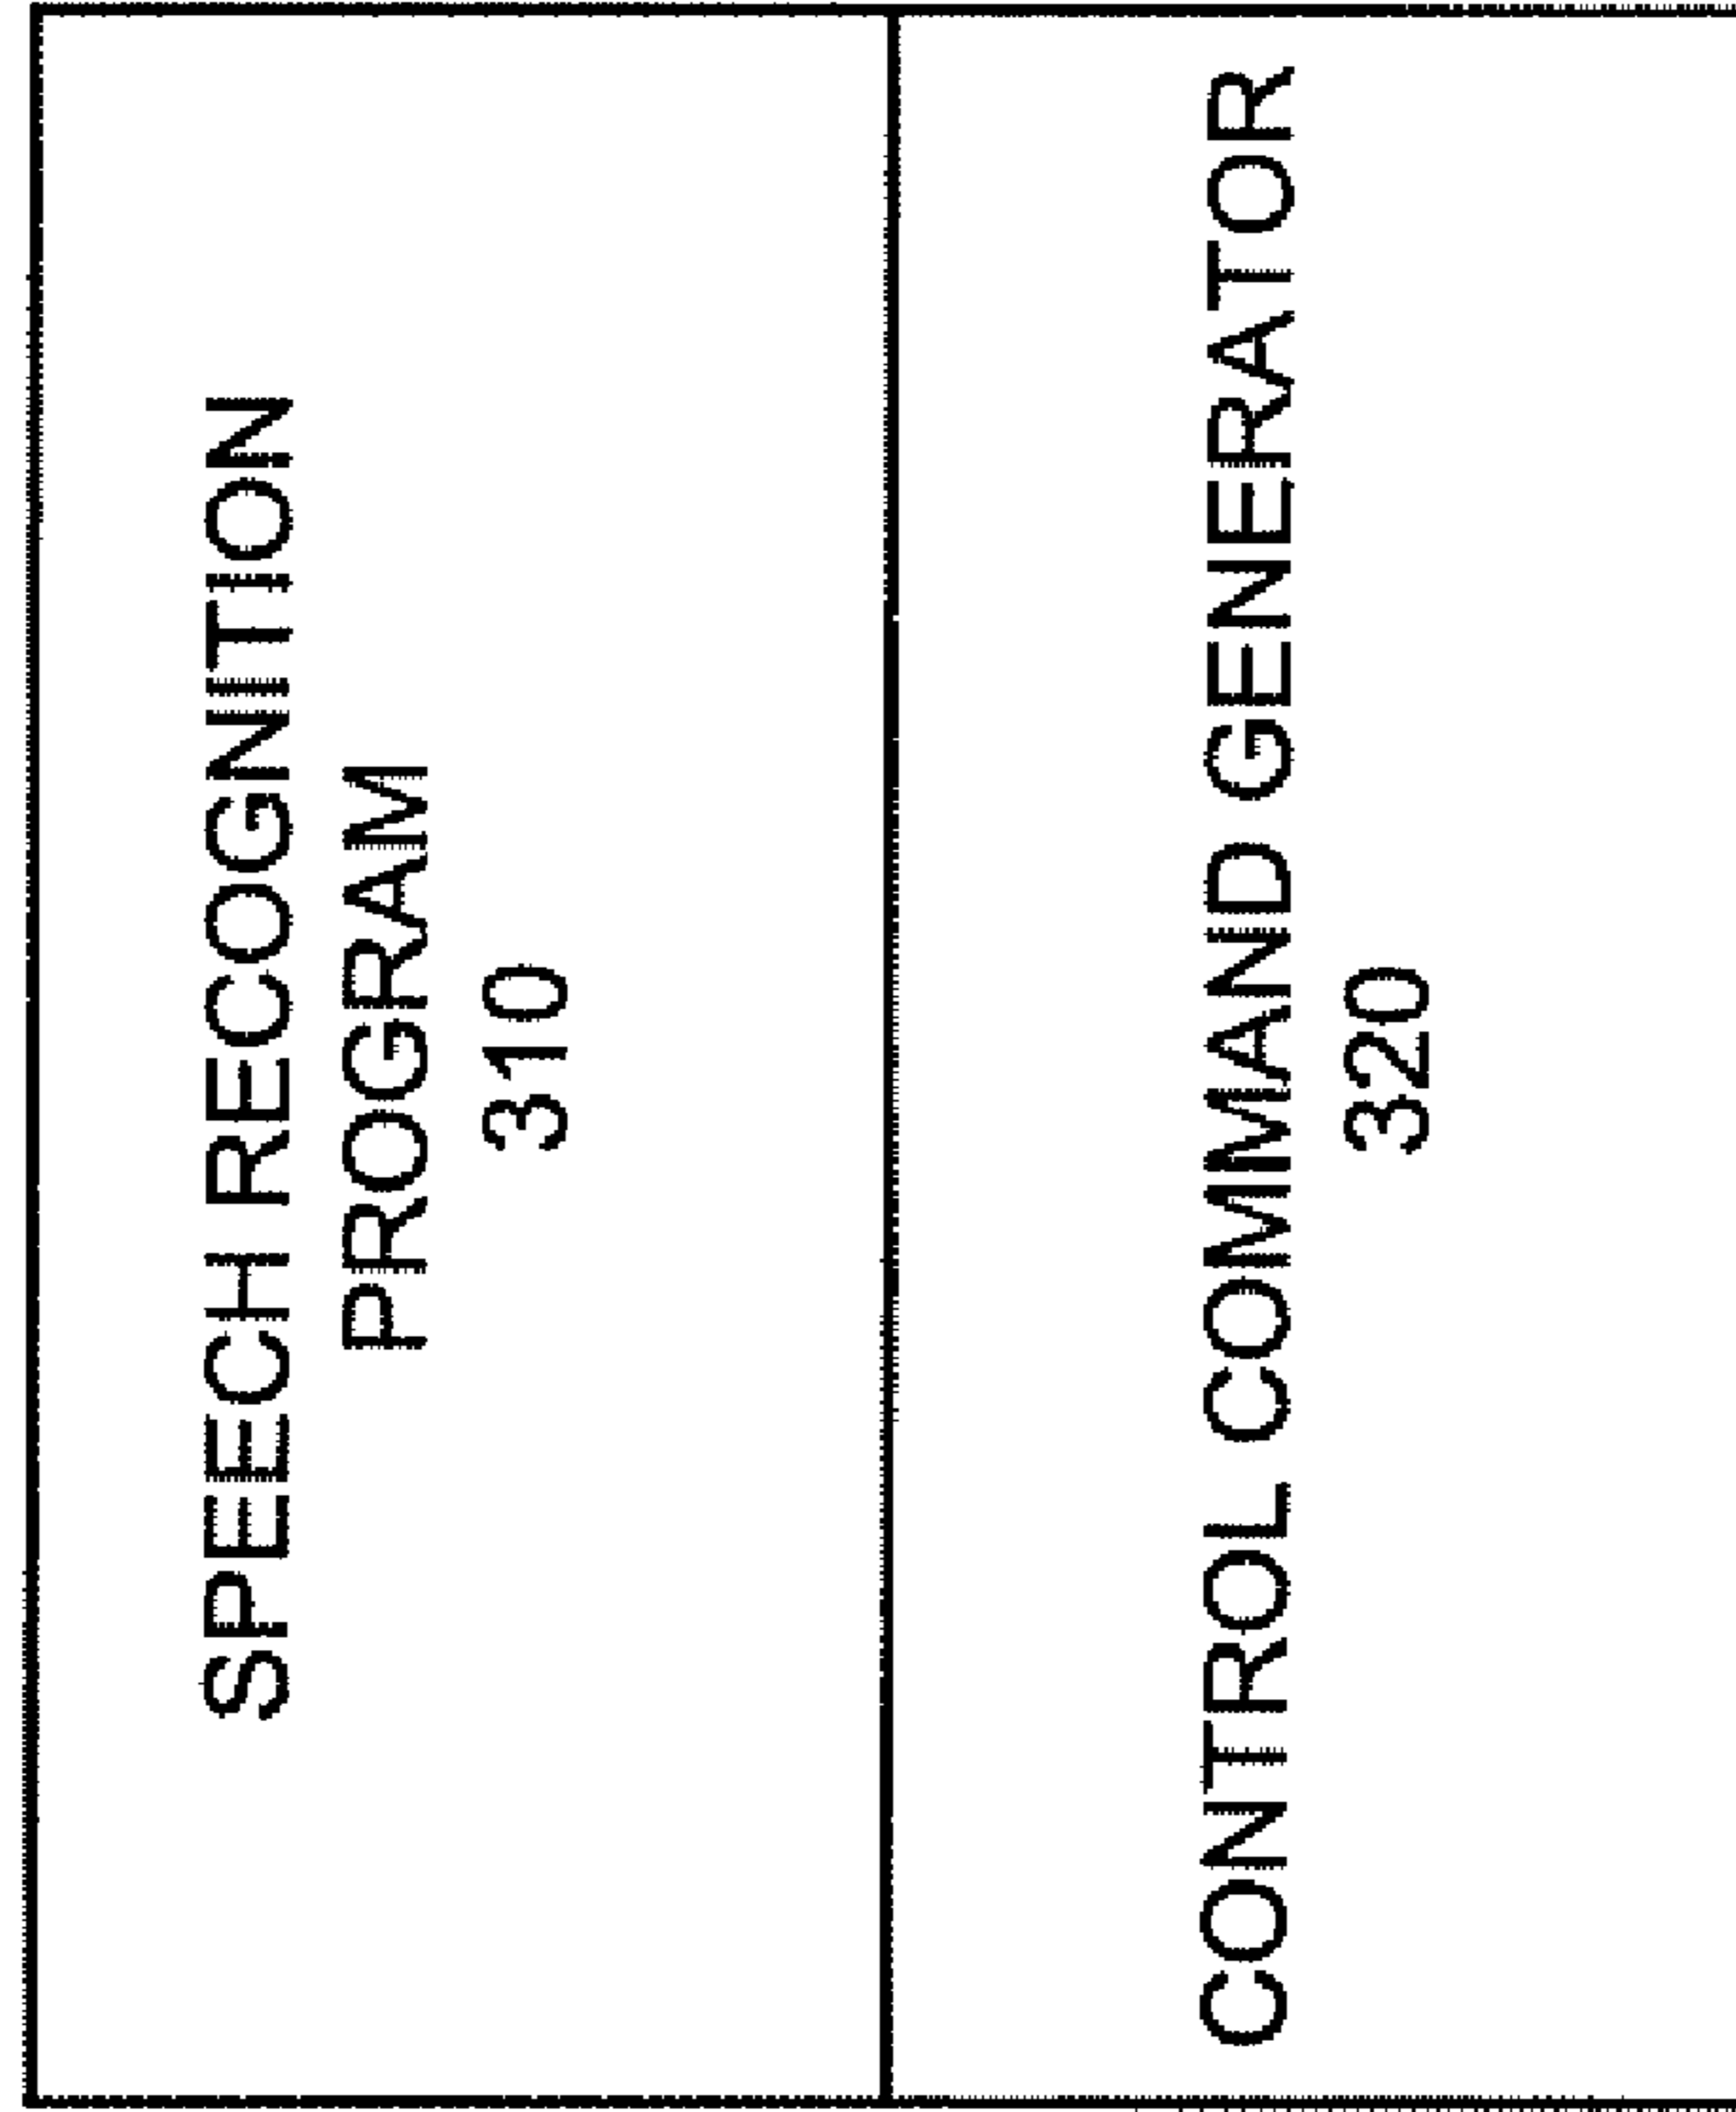 SPEECH RECOGNITION
PROGRAM
310
CONTROL COMMAND GENERATOR
320